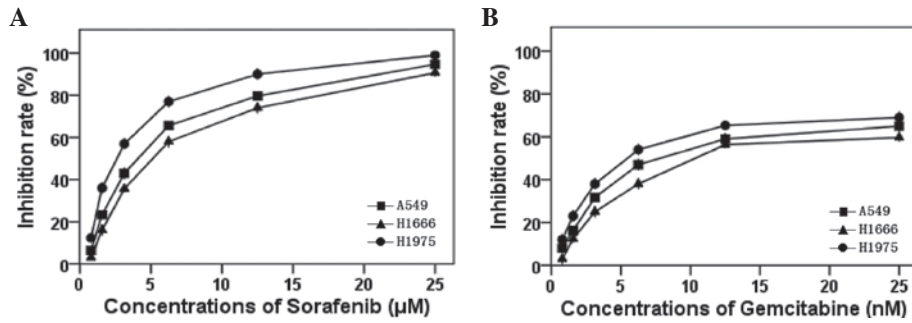 A
Inhibition rate (%)
100
80
60
40
20
0
A549
H1666
H1975
0 5 10 15 20 25
Concentrations of Sorafenib (µM)
B
Inhibition rate (%)
100
80
60
40
20
0
A549
H1666
H1975
0 5 10 15 20 25
Concentrations of Gemcitabine (nM)